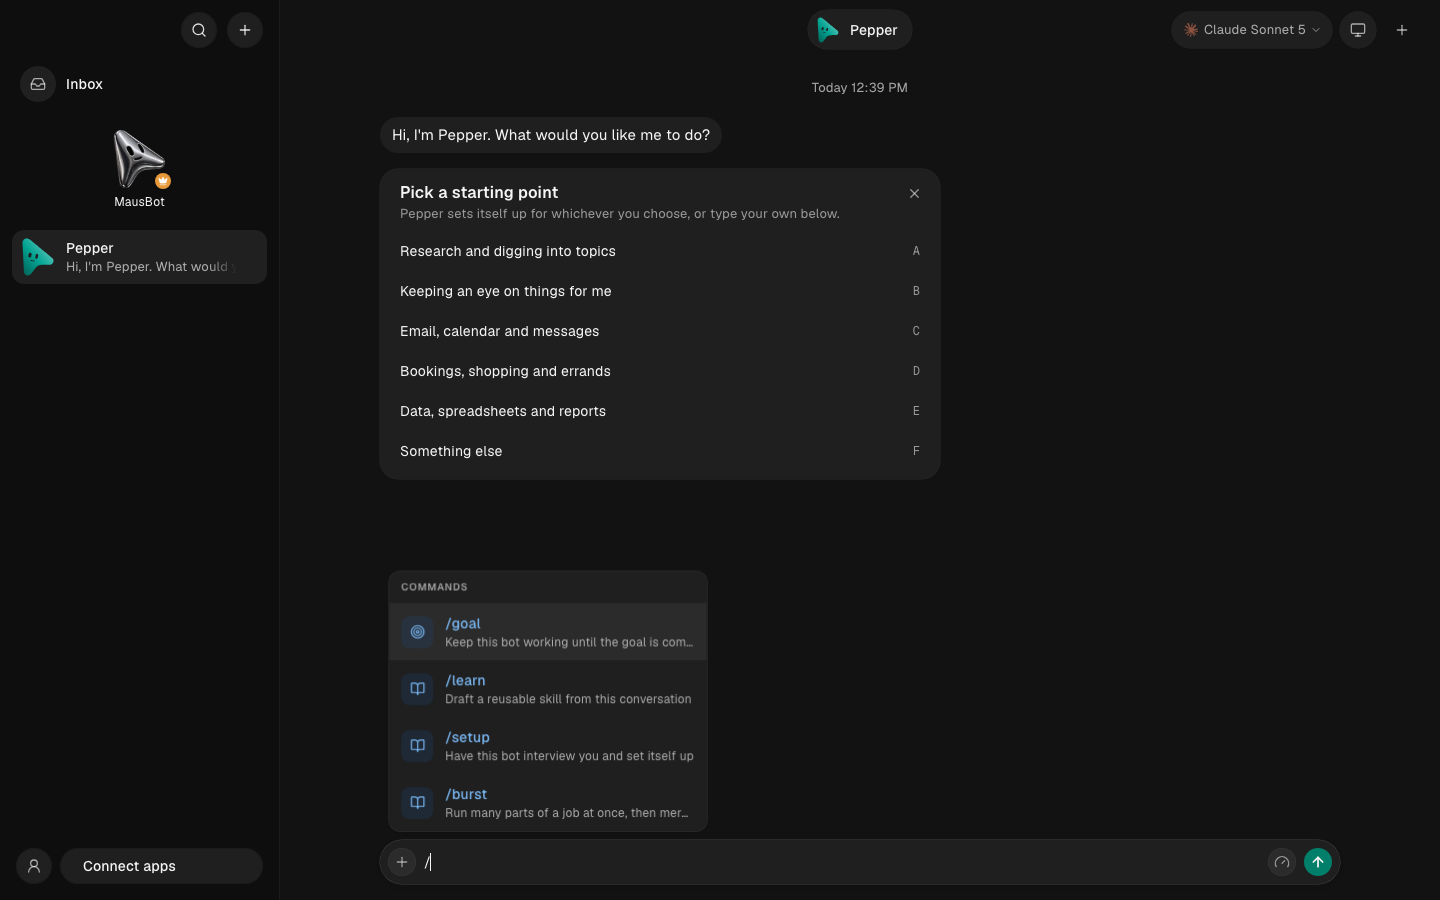 Pepper
Claude Sonnet 5
Inbox
MausBot
Pepper
Hi, I'm Pepper. What would
Connect apps
Today 12:39 PM
Hi, I'm Pepper. What would you like me to do?
Pick a starting point
Pepper sets itself up for whichever you choose, or type your own below.
Research and digging into topics A
Keeping an eye on things for me B
Email, calendar and messages C
Bookings, shopping and errands D
Data, spreadsheets and reports E
Something else F
COMMANDS
/goal
Keep this bot working until the goal is com...
/learn
Draft a reusable skill from this conversation
/setup
Have this bot interview you and set itself up
/burst
Run many parts of a job at once, then mer...
/